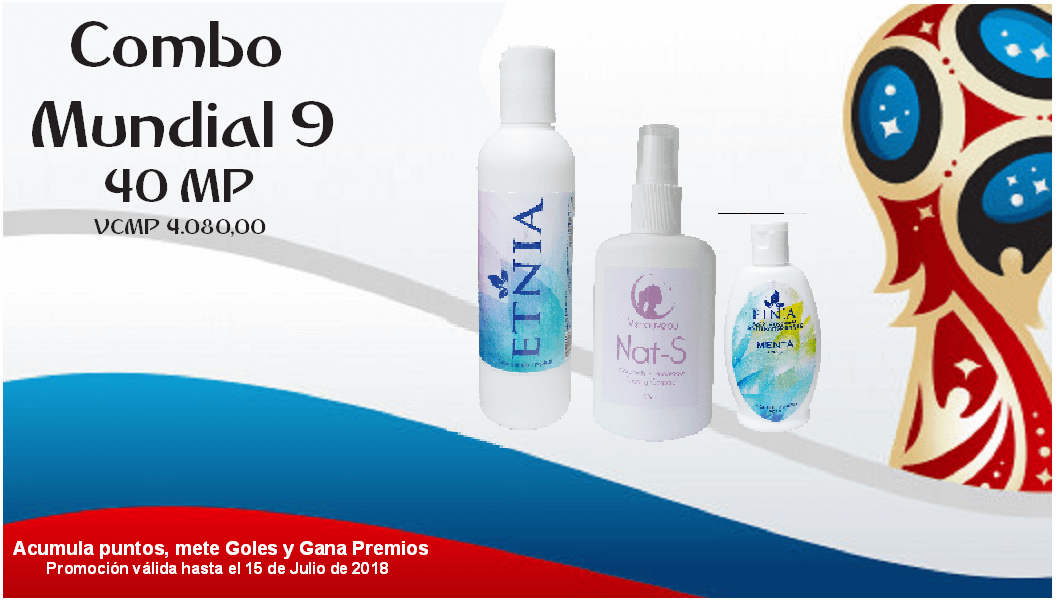 Combo
Mundial 9
40 MP
VCMP 4.080,00
ETNIA
Nat-S
MENTA
Acumula puntos, mete Goles y Gana Premios
Promoción válida hasta el 15 de Julio de 2018